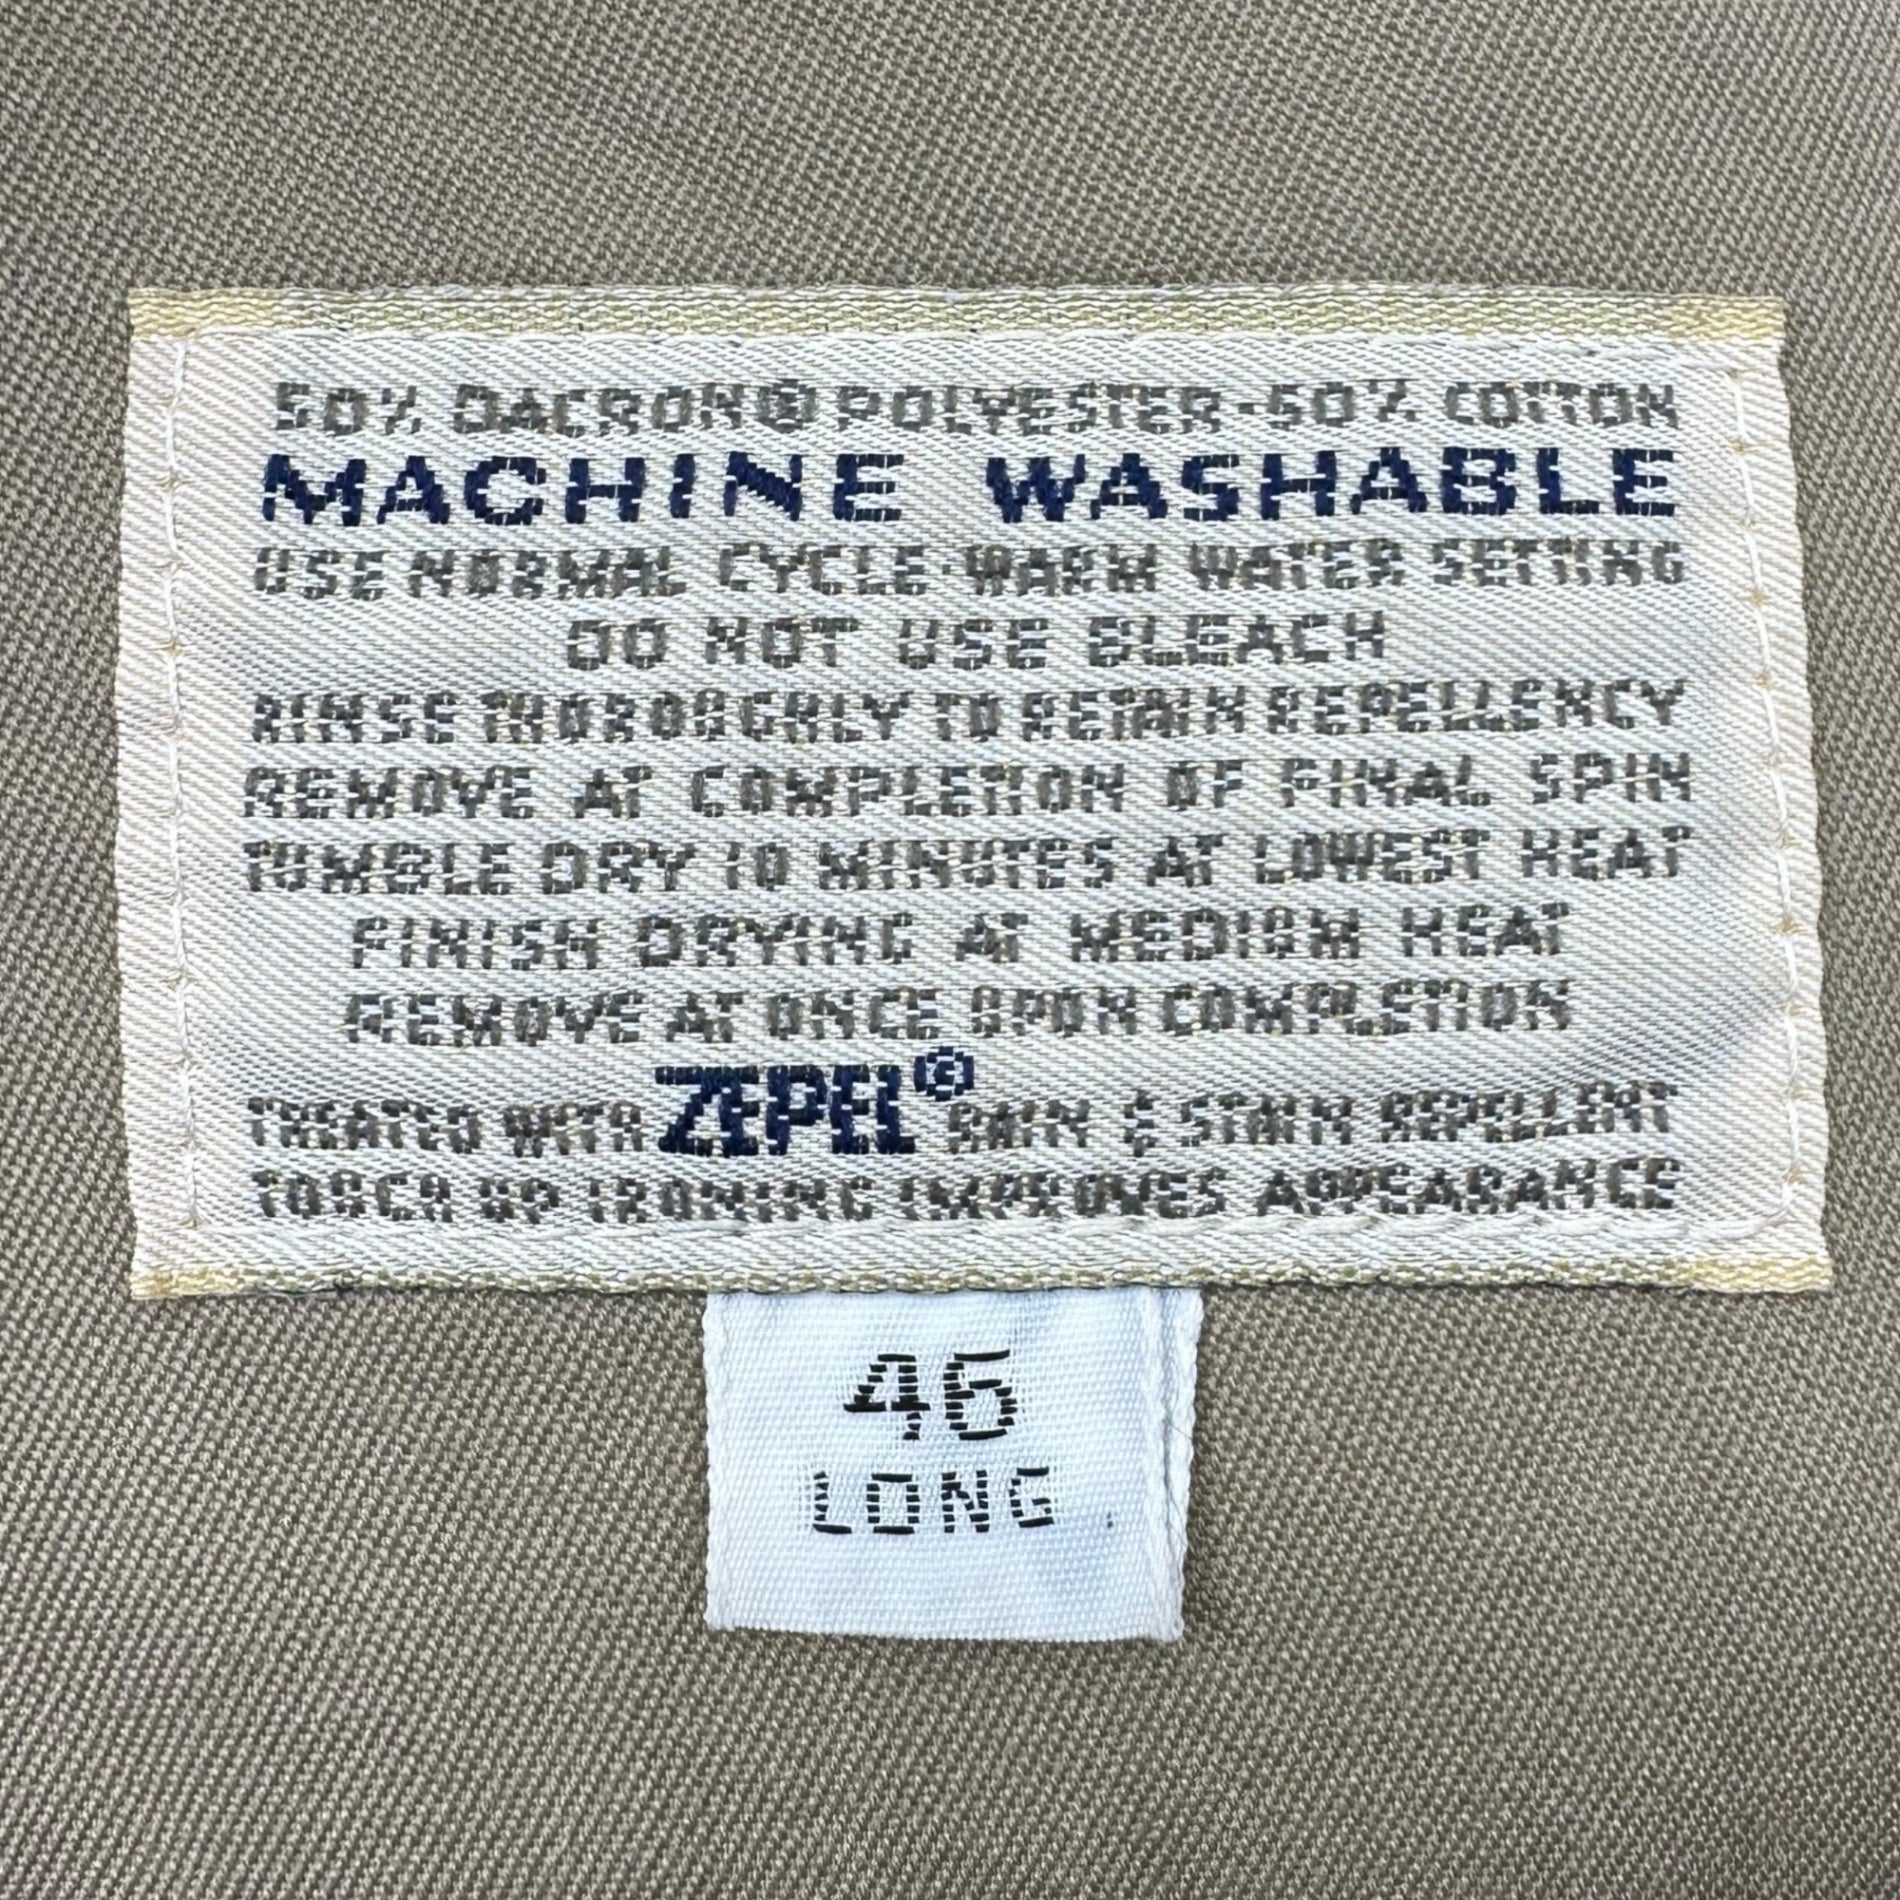 50% DACRON® POLYESTER-50% COTTON
MACHINE WASHABLE
USE NORMAL CYCLE-WARM WATER SETTING
DO NOT USE BLEACH
RINSE THOROUGHLY TO RETAIN REPELLENCY
REMOVE AT COMPLETION OF FINAL SPIN
TUMBLE DRY 10 MINUTES AT LOWEST HEAT
FINISH DRYING AT MEDIUM HEAT
REMOVE AT ONCE UPON COMPLETION
TREATED WITH ZEPEL® RAIN & STAIN REPELLENT
TOUCH UP IRONING IMPROVES APPEARANCE
46
LONG